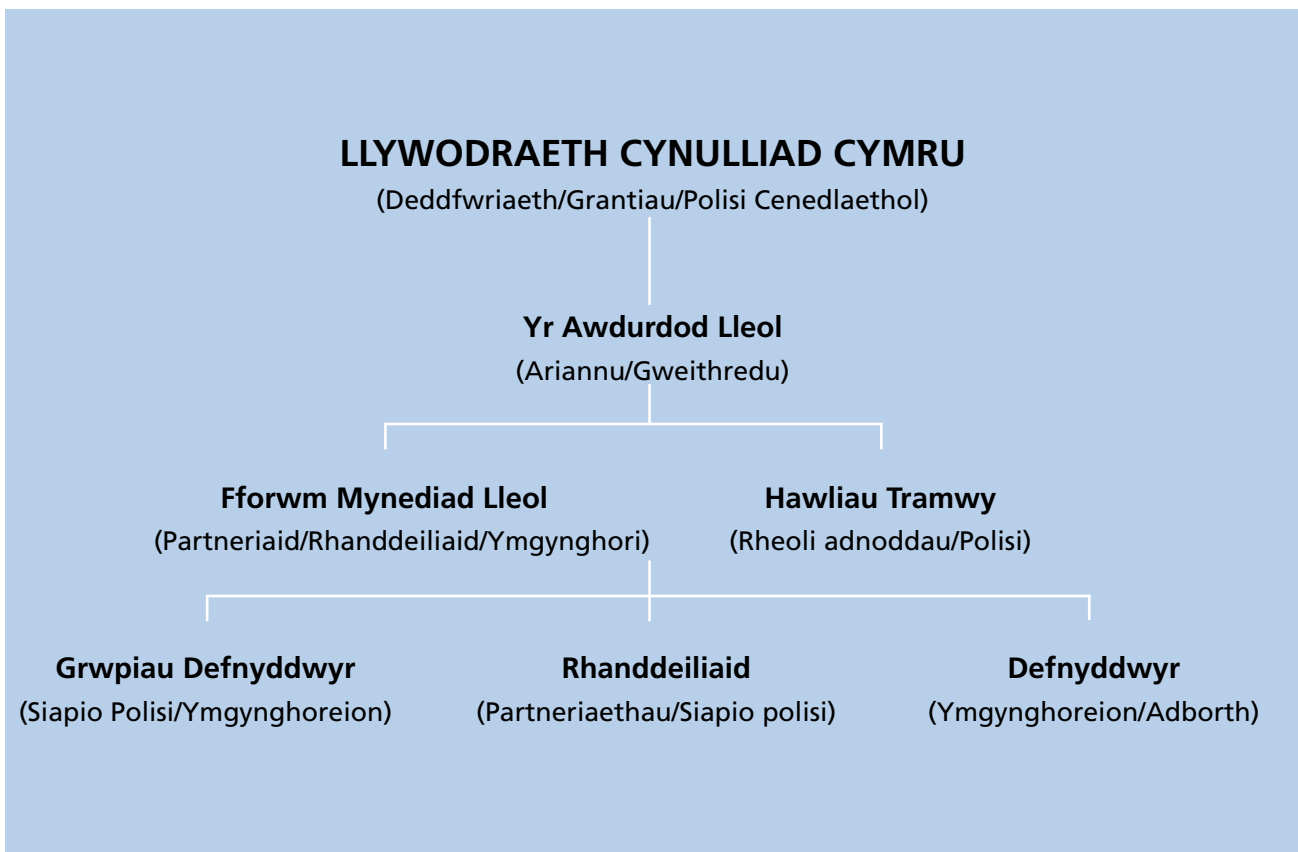 LLYWODRAETH CYNULLIAD CYMRU
(Deddfwriaeth/Grantiau/Polisi Cenedlaethol)
Yr Awdurdod Lleol
(Ariannu/Gweithredu)
Fforwm Mynediad Lleol
(Partneriaid/Rhanddeiliaid/Ymgynghori)
Hawliau Tramwy
(Rheoli adnoddau/Polisi)
Grwpiau Defnyddwyr
(Siapio Polisi/Ymgynghoreion)
Rhanddeiliaid
(Partneriaethau/Siapio polisi)
Defnyddwyr
(Ymgynghoreion/Adborth)